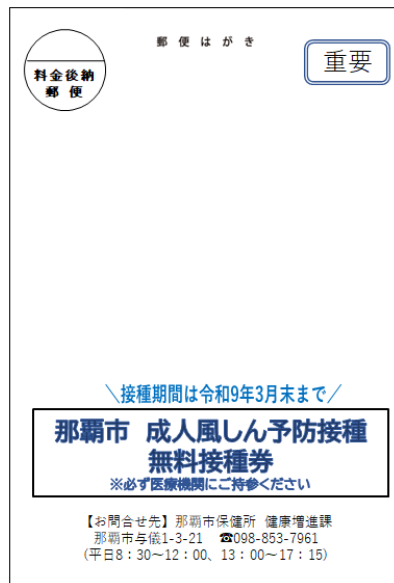 郵便はがき
重要
料金後納
郵便
＼接種期間は令和9年3月末まで／
那覇市 成人風しん予防接種
無料接種券
※必ず医療機関にご持参ください
【お問合せ先】那覇市保健所 健康増進課
那覇市与儀1-3-21 ☎098-853-7961
(平日8：30～12：00、13：00～17：15)